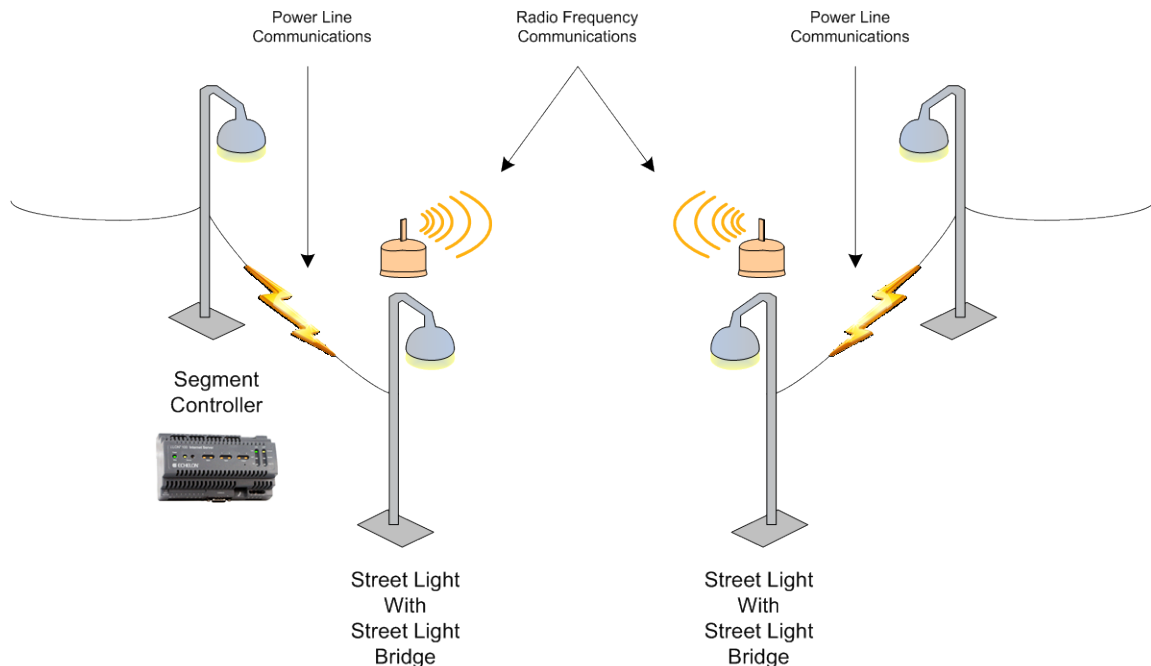 Power Line
Communications
Radio Frequency
Communications
Power Line
Communications
Segment
Controller
ECHELON
Street Light
With
Street Light
Bridge
Street Light
With
Street Light
Bridge